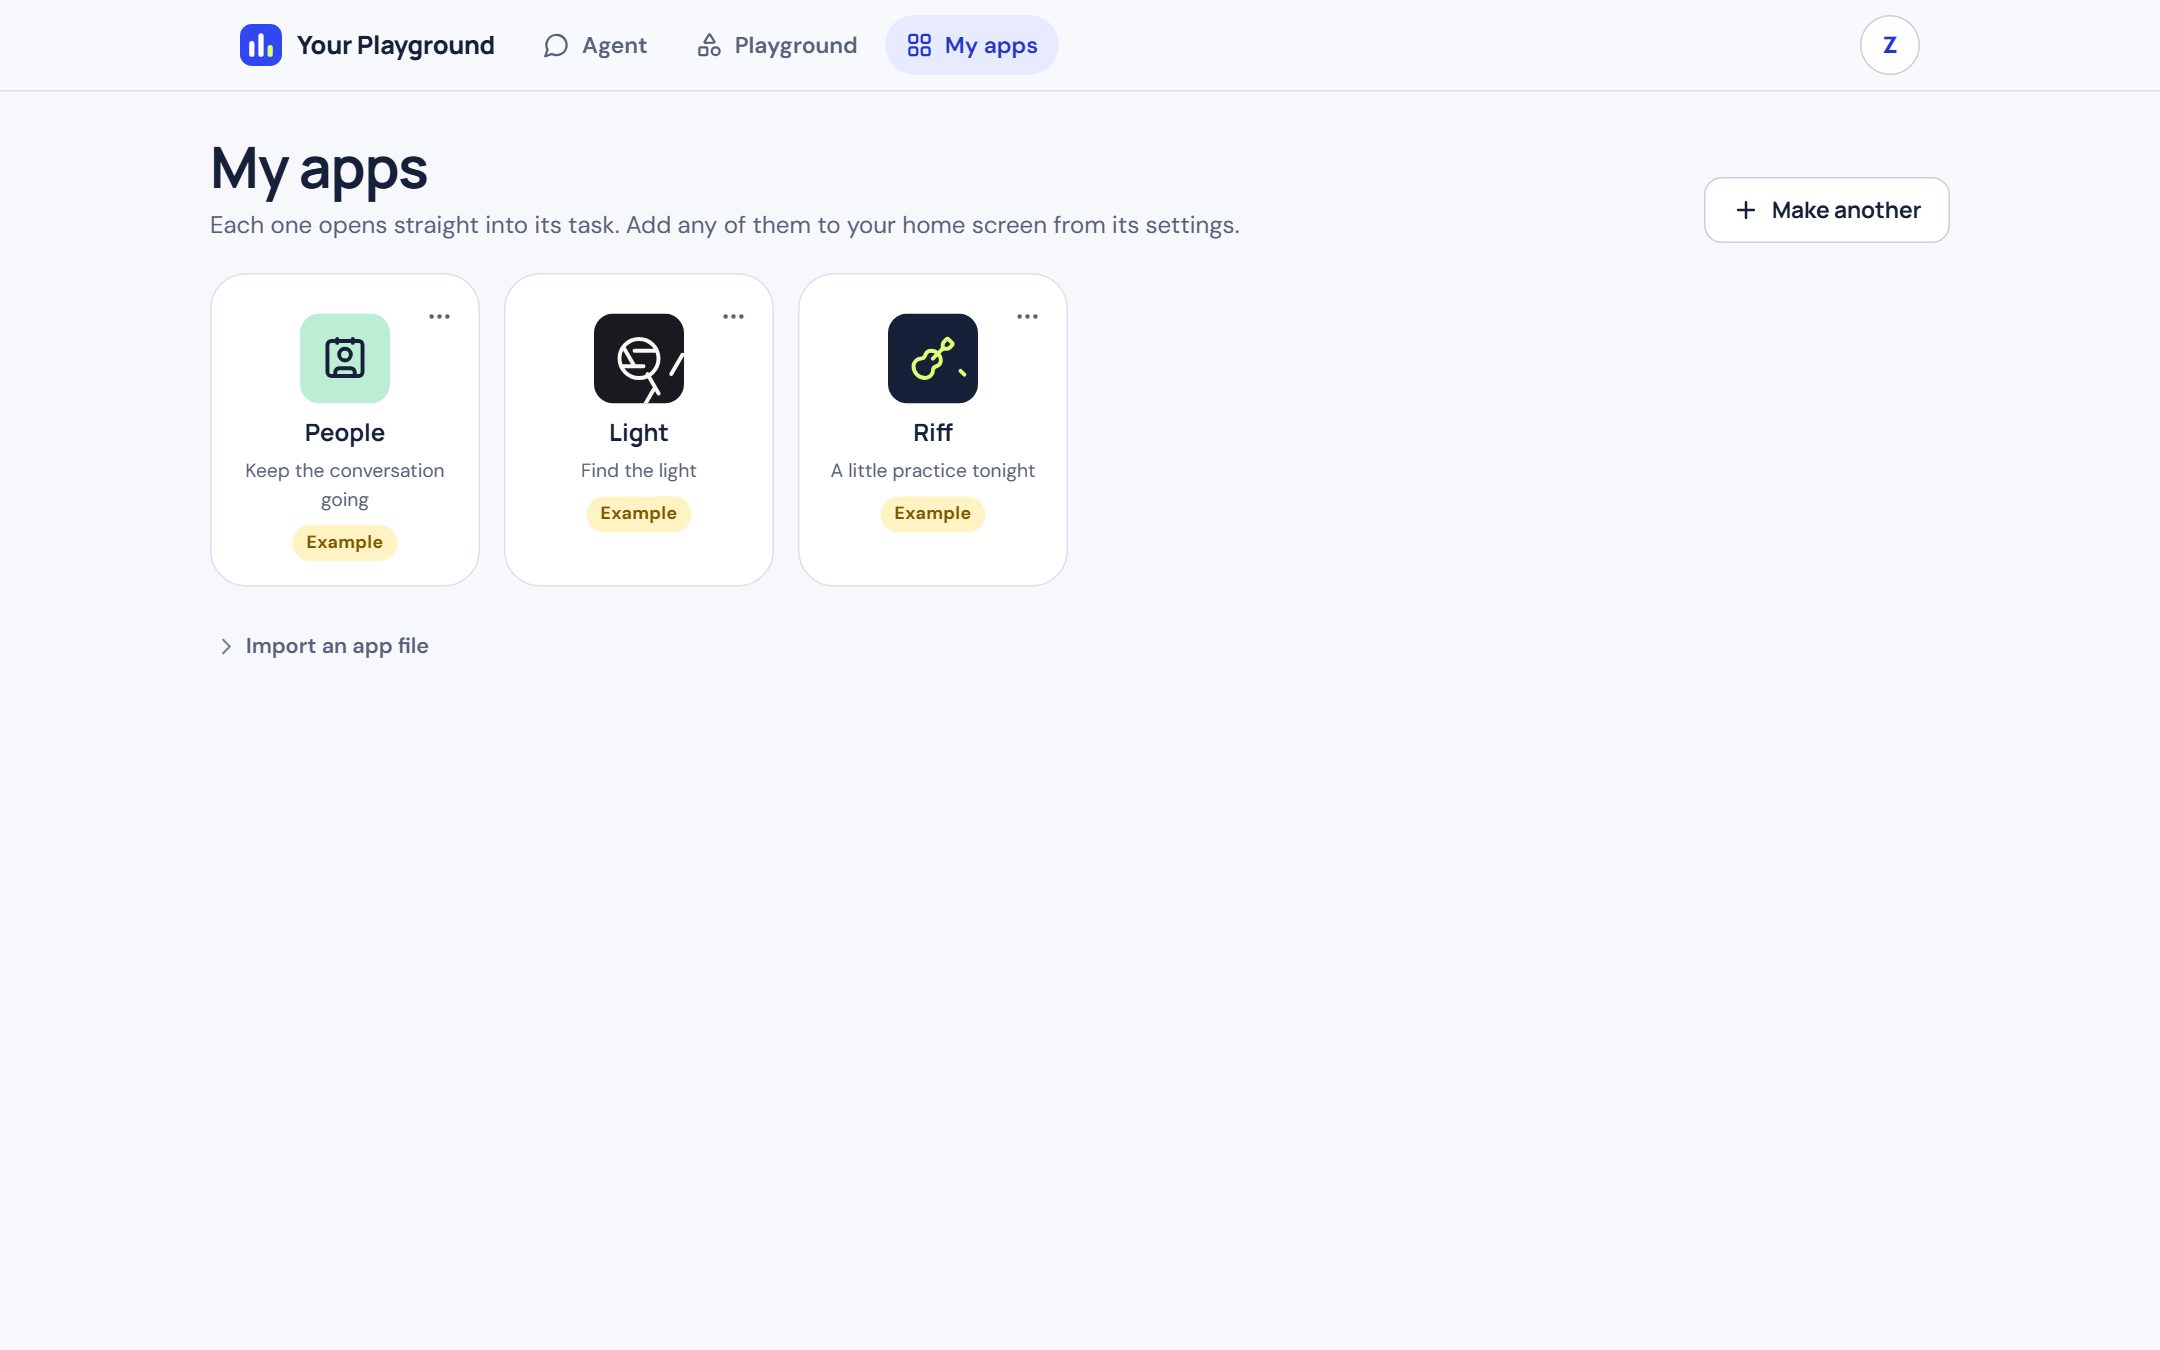 Your Playground
Agent
Playground
My apps
Z
My apps
Each one opens straight into its task. Add any of them to your home screen from its settings.
Make another
People
Keep the conversation
going
Example
Light
Find the light
Example
Riff
A little practice tonight
Example
Import an app file